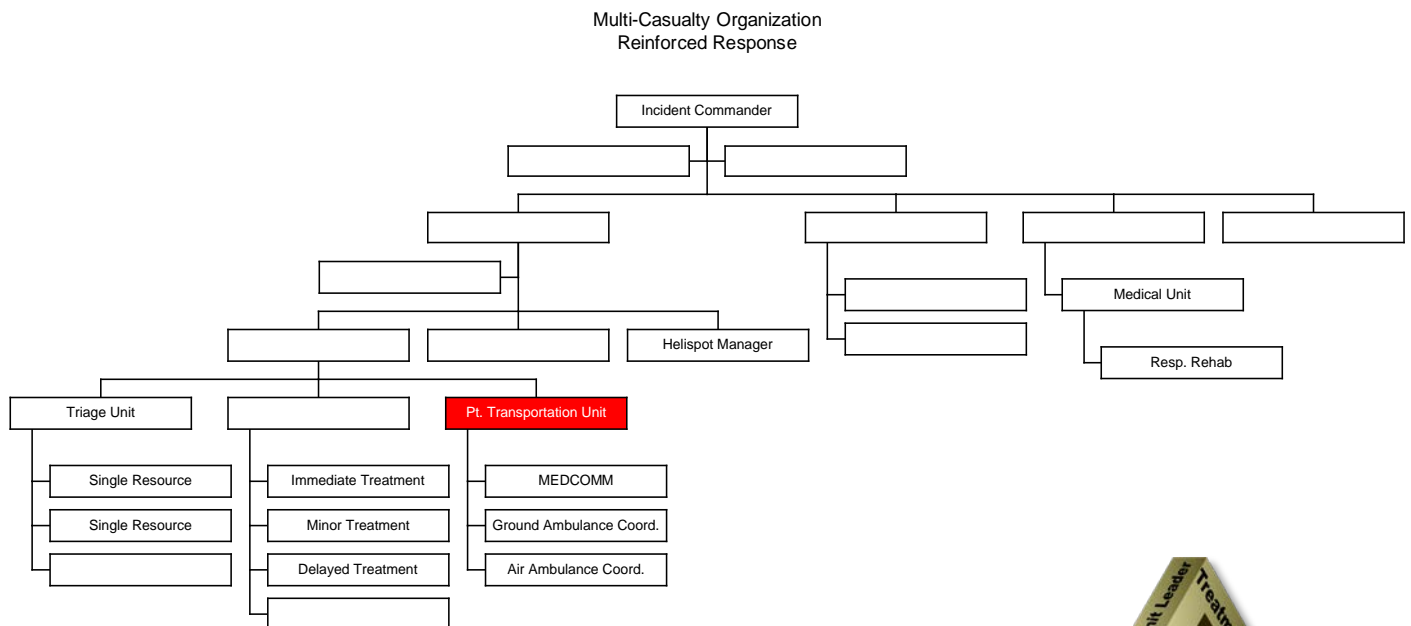 Multi-Casualty Organization
Reinforced Response
Incident Commander
Medical Unit
Helispot Manager
Resp. Rehab
Triage Unit
Pt. Transportation Unit
Single Resource
Immediate Treatment
MEDCOMM
Single Resource
Minor Treatment
Ground Ambulance Coord.
Delayed Treatment
Air Ambulance Coord.
Leader